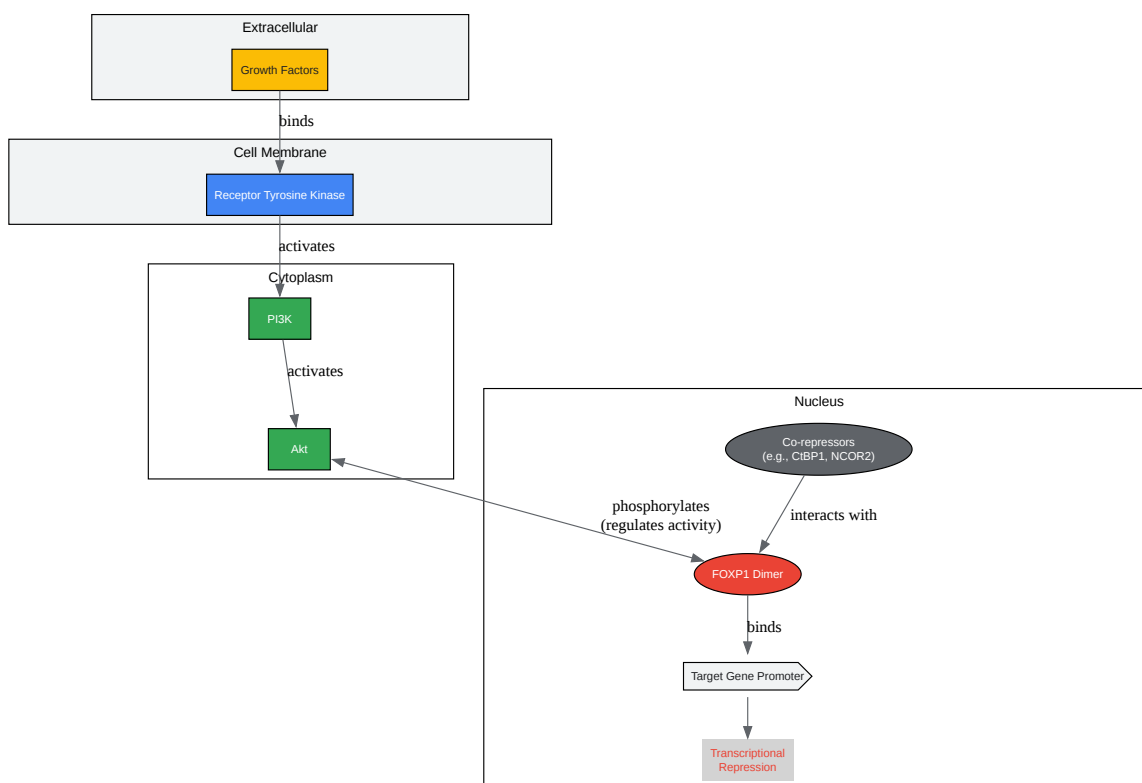 Extracellular
Growth Factors
binds
Cell Membrane
Receptor Tyrosine Kinase
activates
Cytoplasm
PI3K
activates
Akt
Nucleus
Co-repressors
(e.g., CtBP1, NCOR2)
phosphorylates
(regulates activity)
interacts with
FOXP1 Dimer
binds
Target Gene Promoter
Transcriptional
Repression